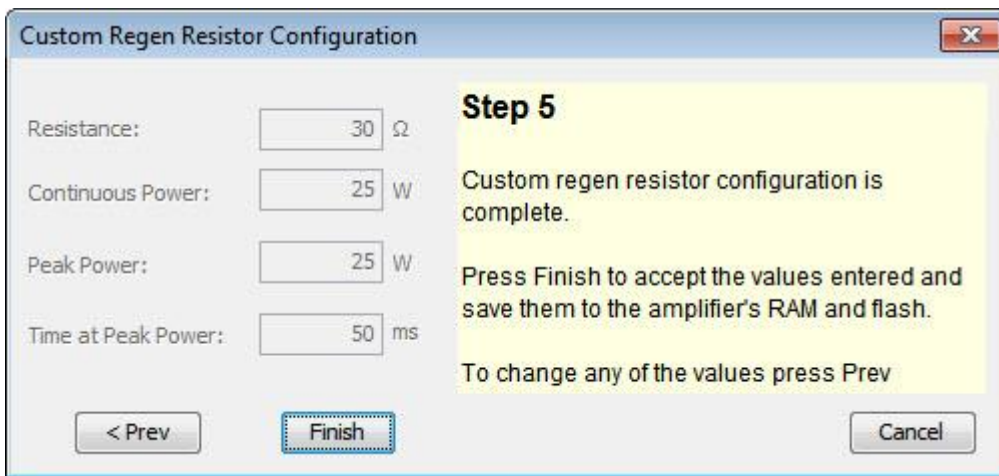 Custom Regen Resistor Configuration
Resistance: 30 Ω
Continuous Power: 25 W
Peak Power: 25 W
Time at Peak Power: 50 ms
Step 5
Custom regen resistor configuration is
complete.
Press Finish to accept the values entered and
save them to the amplifier's RAM and flash.
To change any of the values press Prev
< Prev
Finish
Cancel